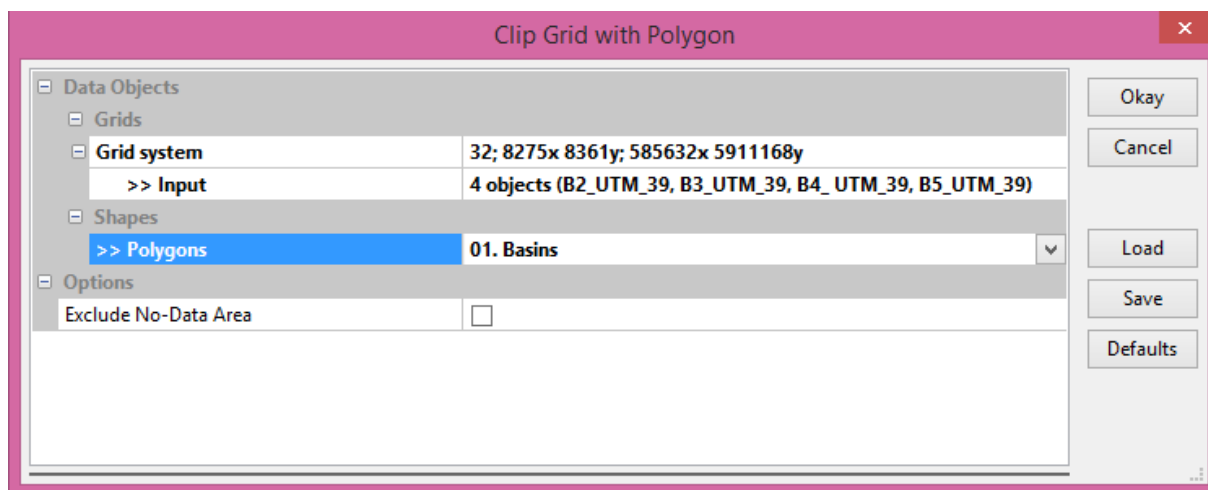 Clip Grid with Polygon
Data Objects
Grids
Grid system 32; 8275x 8361y; 585632x 5911168y
>> Input 4 objects (B2_UTM_39, B3_UTM_39, B4_ UTM_39, B5_UTM_39)
Shapes
>> Polygons 01. Basins
Options
Exclude No-Data Area
Okay
Cancel
Load
Save
Defaults